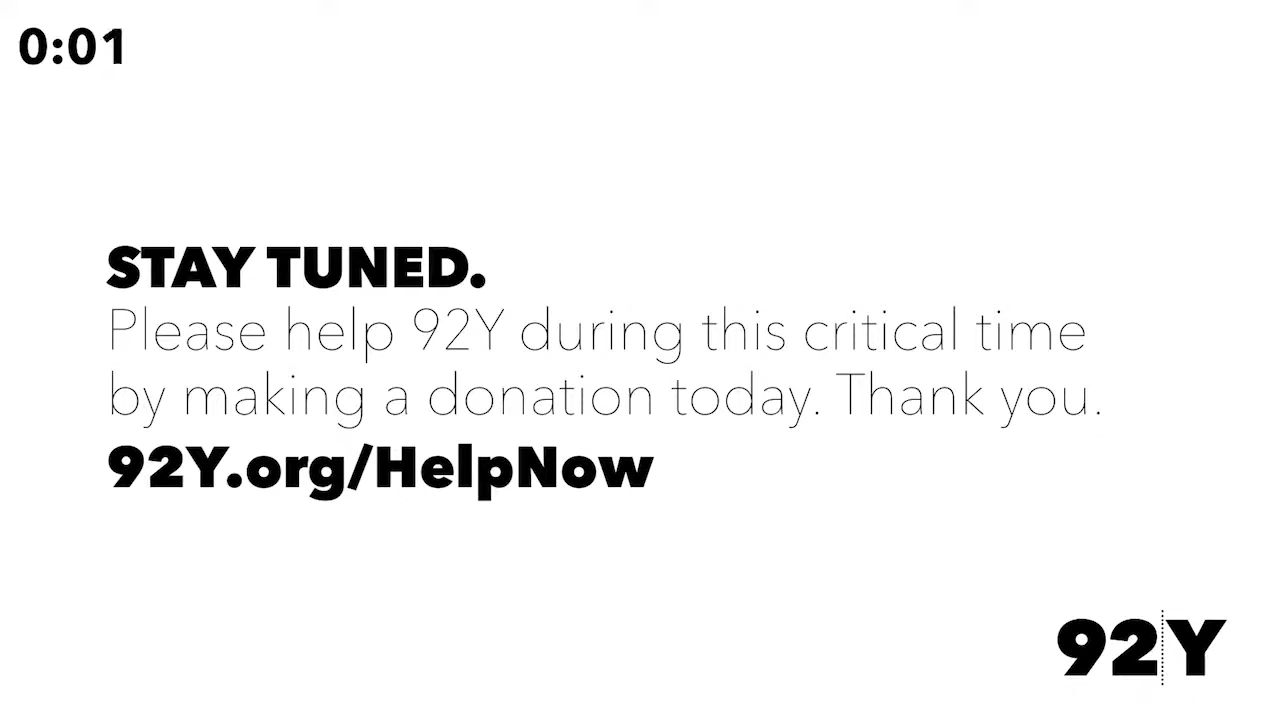 0:01
STAY TUNED.
Please help 92Y during this critical time
by making a donation today. Thank you.
92Y.org/HelpNow
92Y